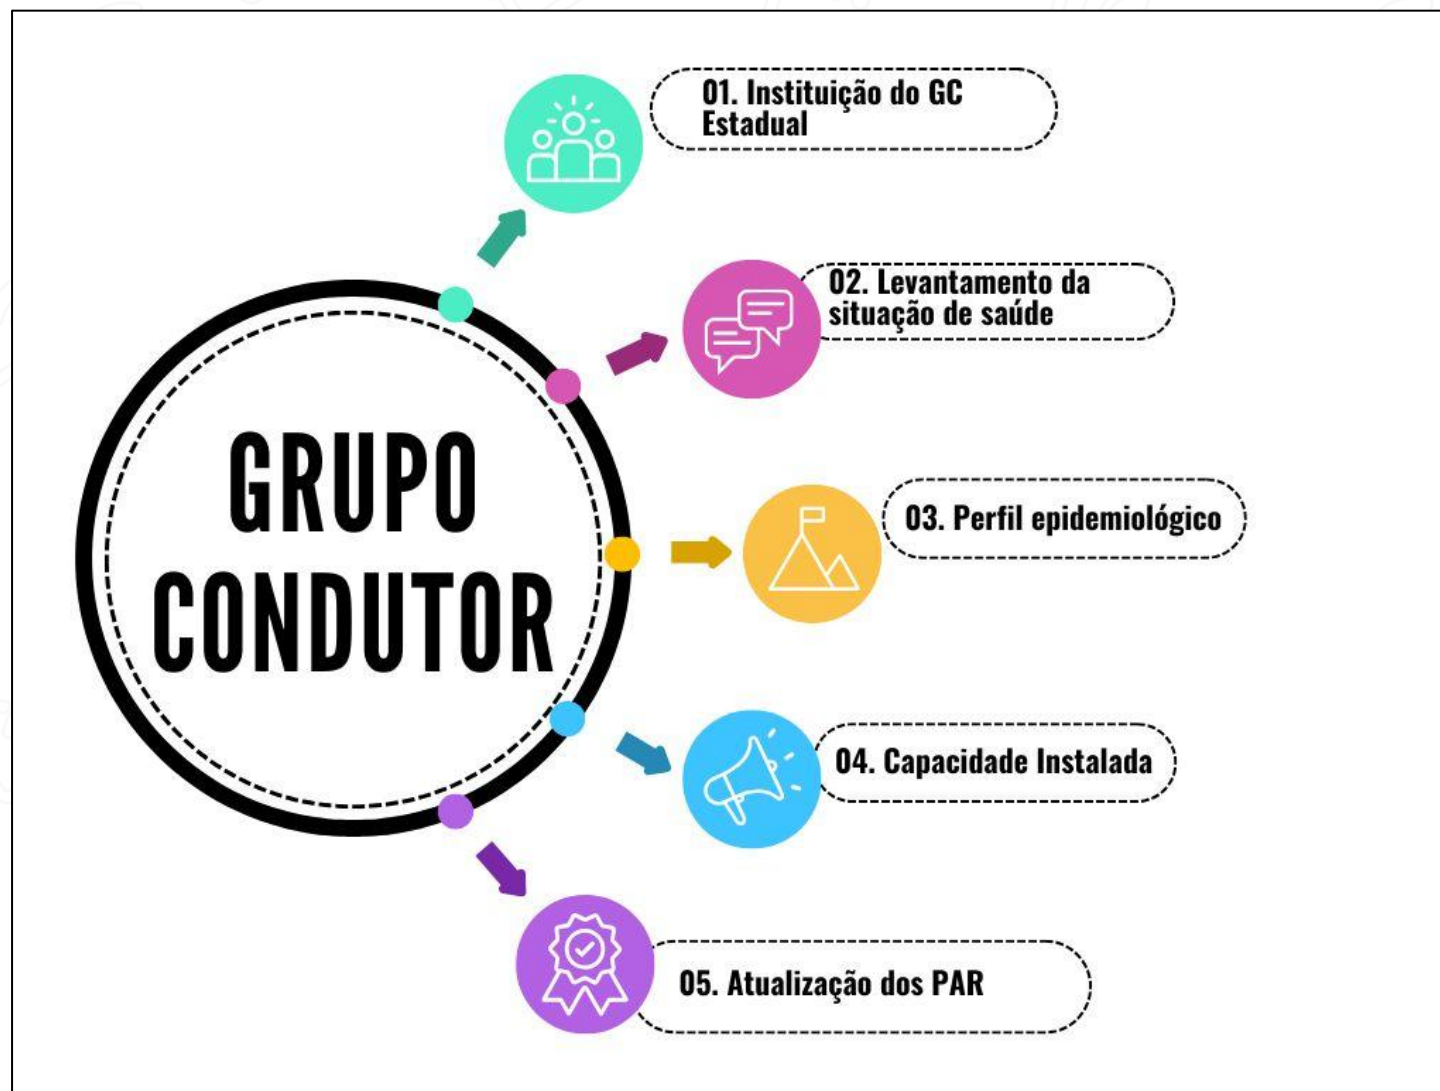 01. Instituição do GC
Estadual
02. Levantamento da
situação de saúde
GRUPO
CONDUTOR
03. Perfil epidemiológico
04. Capacidade Instalada
05. Atualização dos PAR